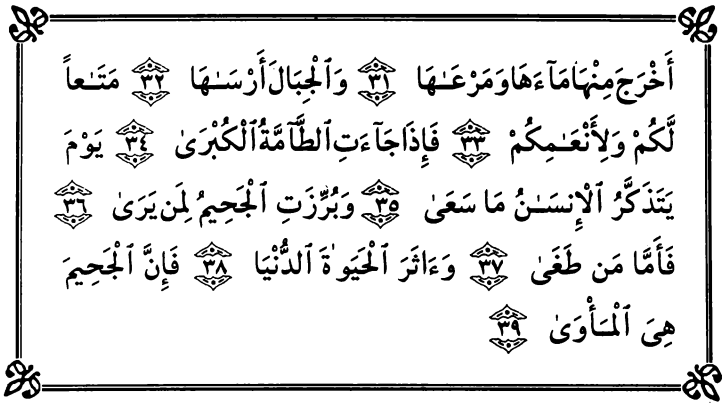 أَخْرَجَ مِنْهَا مَآءَهَا وَمَرْعَـٰهَا ٣١ وَٱلْجِبَالَ أَرْسَـٰهَا ٣٢ مَتَـٰعاً
لَّكُمْ وَلِأَنْعَـٰمِكُمْ ٣٣ فَإِذَا جَآءَتِ ٱلطَّآمَّةُ ٱلْكُبْرَىٰ ٣٤ يَوْمَ
يَتَذَكَّرُ ٱلْإِنسَـٰنُ مَا سَعَىٰ ٣٥ وَبُرِّزَتِ ٱلْجَحِيمُ لِمَن يَرَىٰ ٣٦
فَأَمَّا مَن طَغَىٰ ٣٧ وَءَاثَرَ ٱلْحَيَوٰةَ ٱلدُّنْيَا ٣٨ فَإِنَّ ٱلْجَحِيمَ
هِىَ ٱلْمَأْوَىٰ ٣٩